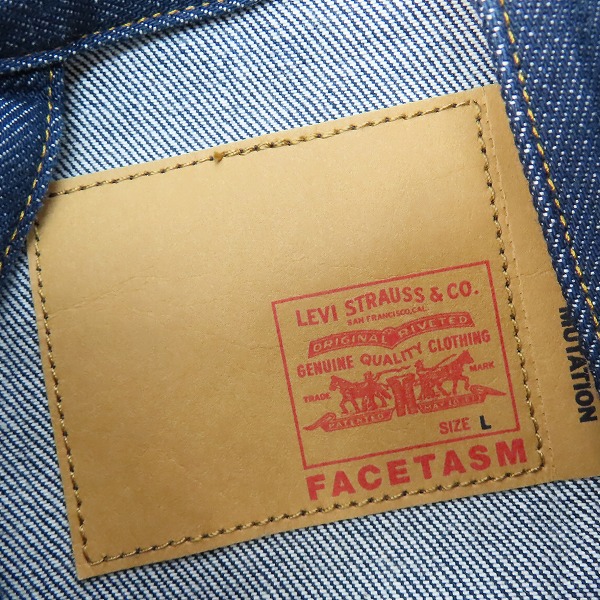 LEVI STRAUSS & CO.
SAN FRANCISCO, CAL.
ORIGINAL RIVETED
GENUINE QUALITY CLOTHING
TRADE MARK
SIZE L
FACETASM
MUTATION